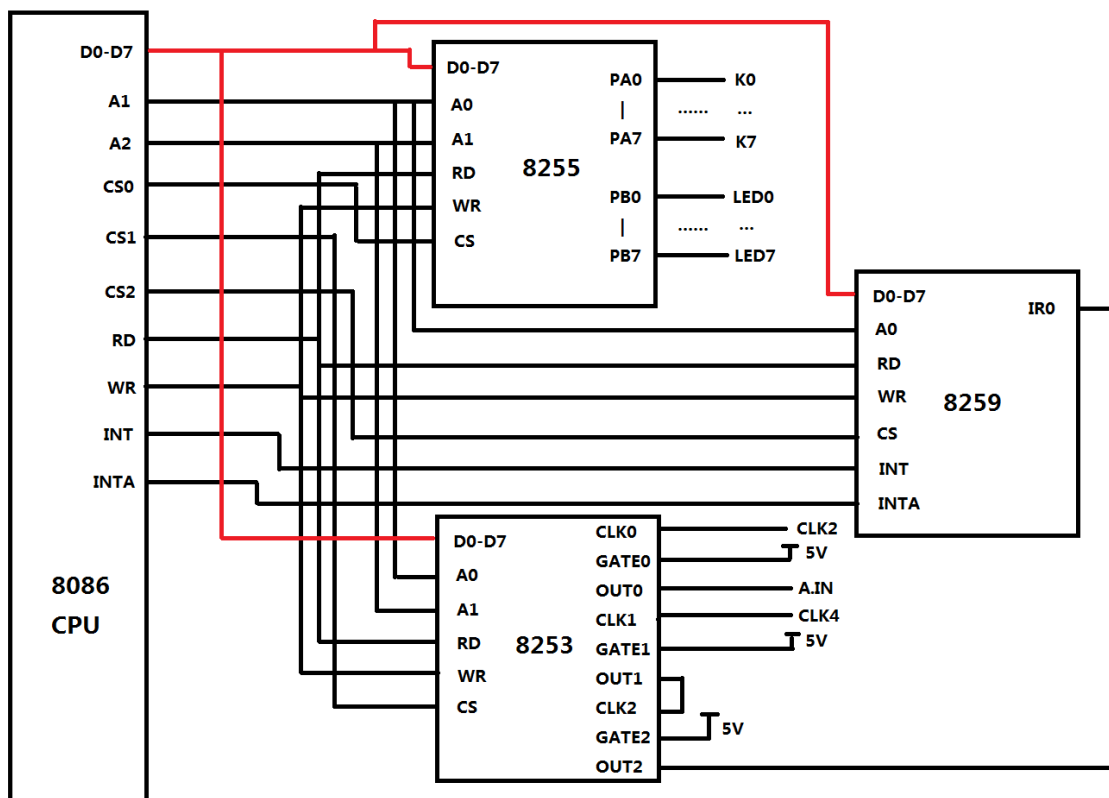 D0-D7
A1
A2
CS0
CS1
CS2
RD
WR
INT
INTA
8086
CPU
D0-D7
A0
A1
RD
WR
CS
8255
PA0
|
PA7
PB0
|
PB7
K0
...... ...
K7
LED0
...... ...
LED7
D0-D7
A0
RD
WR
CS
INT
INTA
8259
IR0
D0-D7
A0
A1
RD
WR
CS
8253
CLK0
GATE0
OUT0
CLK1
GATE1
OUT1
CLK2
GATE2
OUT2
CLK2
5V
A.IN
CLK4
5V
5V